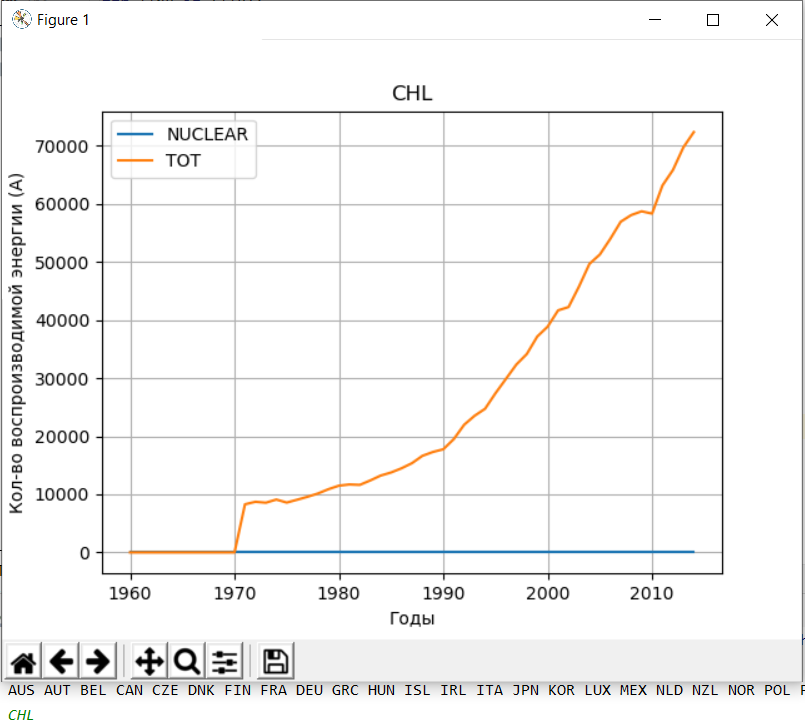 Figure 1
CHL
NUCLEAR
TOT
70000
60000
50000
40000
30000
20000
10000
0
Кол-во воспроизводимой энергии (А)
1960 1970 1980 1990 2000 2010
Годы
AUS AUT BEL CAN CZE DNK FIN FRA DEU GRC HUN ISL IRL ITA JPN KOR LUX MEX NLD NZL NOR POL
CHL